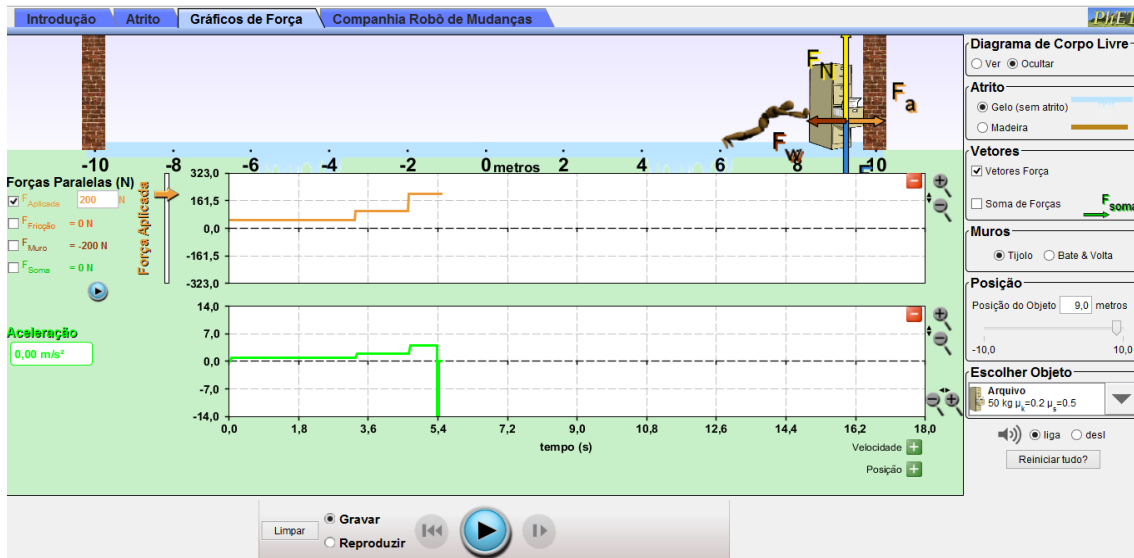 Introdução
Atrito
Gráficos de Força
Companhia Robô de Mudanças
PhET
F N
F a
F w
-10 -8 -6 -4 -2 0 metros 2 4 6 8 10
Forças Paralelas (N)
F Aplicada 200 N
F Fricção = 0 N
F Muro = -200 N
F Soma = 0 N
Força Aplicada
323,0
161,5
0,0
-161,5
-323,0
Aceleração
0,00 m/s²
14,0
7,0
0,0
-7,0
-14,0
0,0 1,8 3,6 5,4 7,2 9,0 10,8 12,6 14,4 16,2 18,0
tempo (s)
Velocidade
Posição
Limpar
Gravar
Reproduzir
Diagrama de Corpo Livre
Ver Ocultar
Atrito
Gelo (sem atrito)
Madeira
Vetores
Vetores Força
Soma de Forças
F soma
Muros
Tijolo Bate & Volta
Posição
Posição do Objeto 9,0 metros
-10,0 10,0
Escolher Objeto
Arquivo
50 kg μk=0.2 μs=0.5
liga desl
Reiniciar tudo?